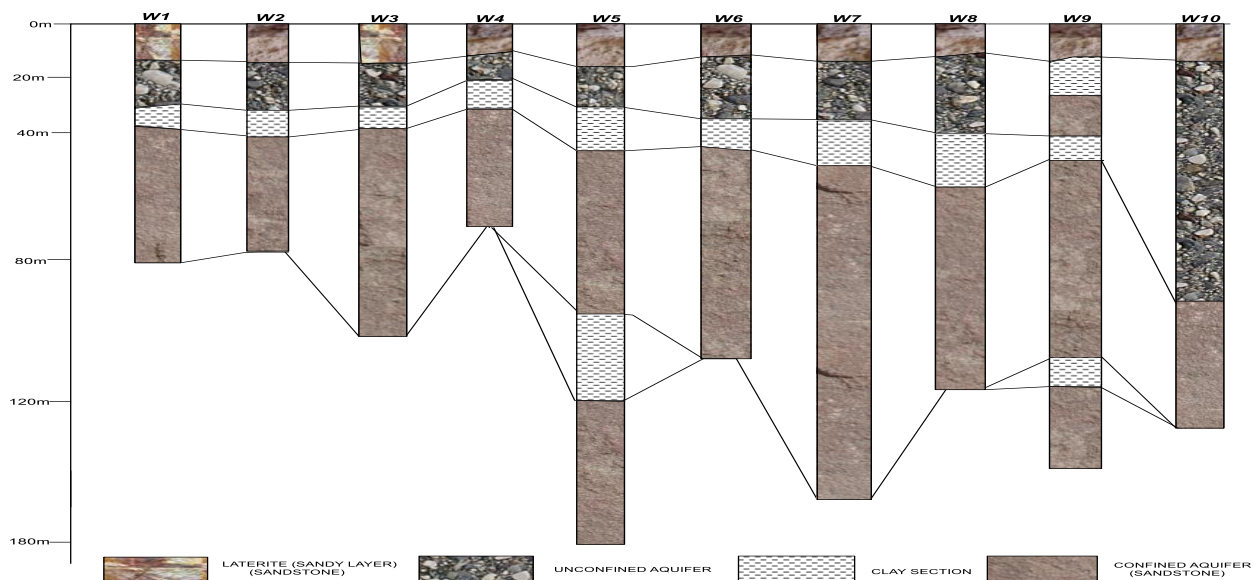 W1 W2 W3 W4 W5 W6 W7 W8 W9 W10
0m
20m
40m
80m
120m
180m
LATERITE (SANDY LAYER)
(SANDSTONE)
UNCONFINED AQUIFER
CLAY SECTION
CONFINED AQUIFER
(SANDSTONE)